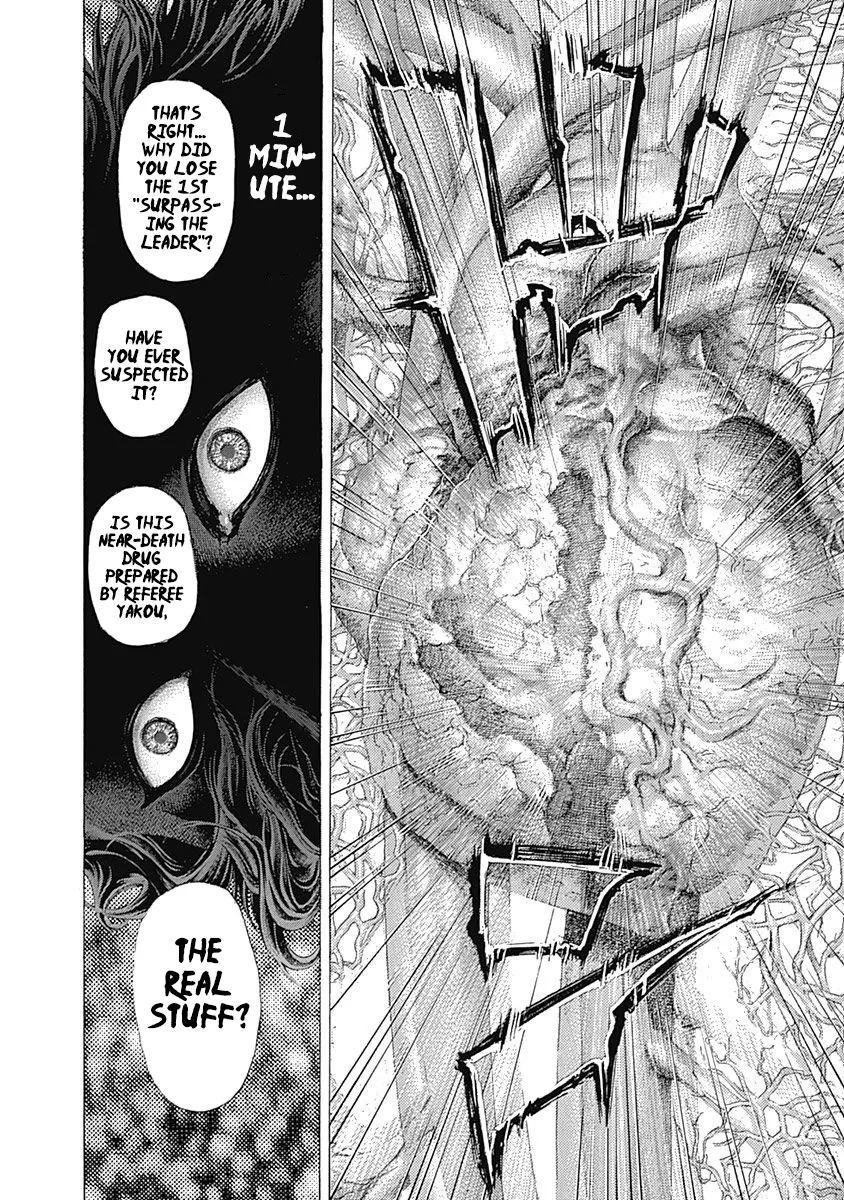 1
MIN-
UTE...
THAT'S
RIGHT...
WHY DID
YOU LOSE
THE 1ST
"SURPASS-
ING THE
LEADER"?
HAVE
YOU EVER
SUSPECTED
IT?
IS THIS
NEAR-DEATH
DRUG
PREPARED
BY REFEREE
YAKOU,
THE
REAL
STUFF?